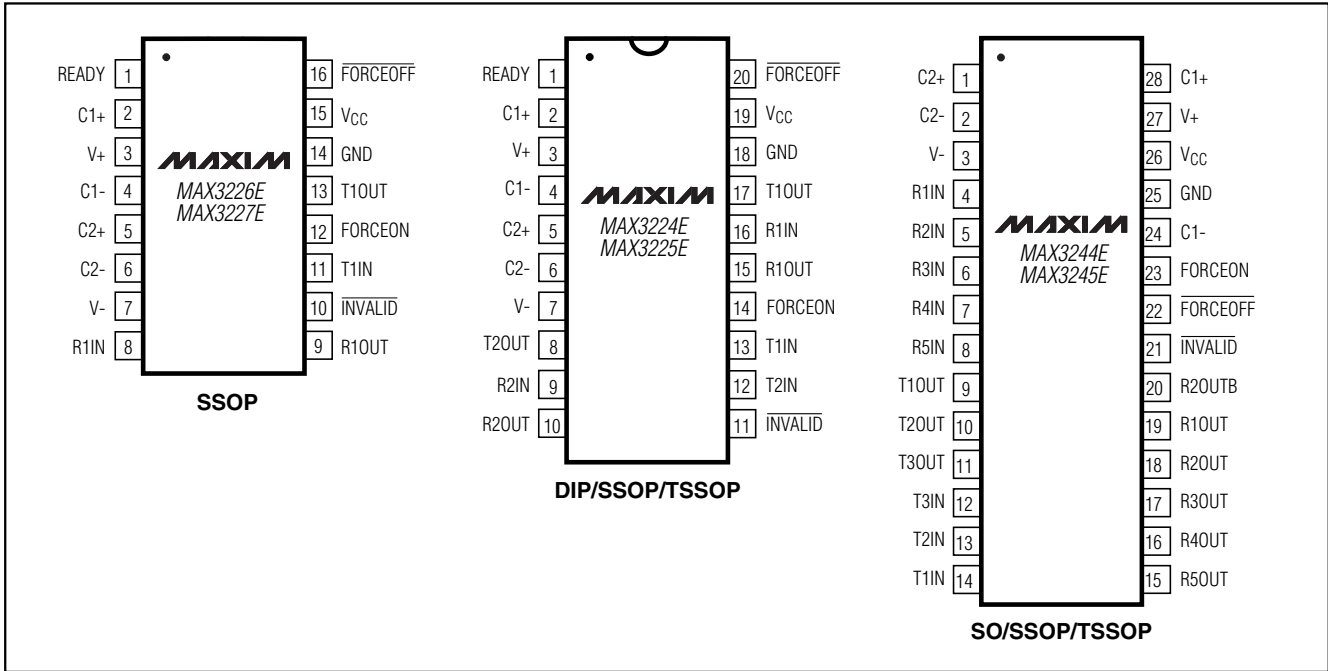 READY 1 16 FORCEOFF
C1+ 2 15 VCC
V+ 3 14 GND
MAXIM
C1- 4 13 T1OUT
MAX3226E
MAX3227E
C2+ 5 12 FORCEON
C2- 6 11 T1IN
V- 7 10 INVALID
R1IN 8 9 R1OUT
SSOP
READY 1 20 FORCEOFF
C1+ 2 19 VCC
V+ 3 18 GND
C1- 4 17 T1OUT
MAXIM
MAX3224E
MAX3225E
C2+ 5 16 R1IN
C2- 6 15 R1OUT
V- 7 14 FORCEON
T2OUT 8 13 T1IN
R2IN 9 12 T2IN
R2OUT 10 11 INVALID
DIP/SSOP/TSSOP
C2+ 1 28 C1+
C2- 2 27 V+
V- 3 26 VCC
R1IN 4 25 GND
R2IN 5 24 C1-
MAXIM
MAX3244E
MAX3245E
R3IN 6 23 FORCEON
R4IN 7 22 FORCEOFF
R5IN 8 21 INVALID
T1OUT 9 20 R2OUTB
T2OUT 10 19 R1OUT
T3OUT 11 18 R2OUT
T3IN 12 17 R3OUT
T2IN 13 16 R4OUT
T1IN 14 15 R5OUT
SO/SSOP/TSSOP